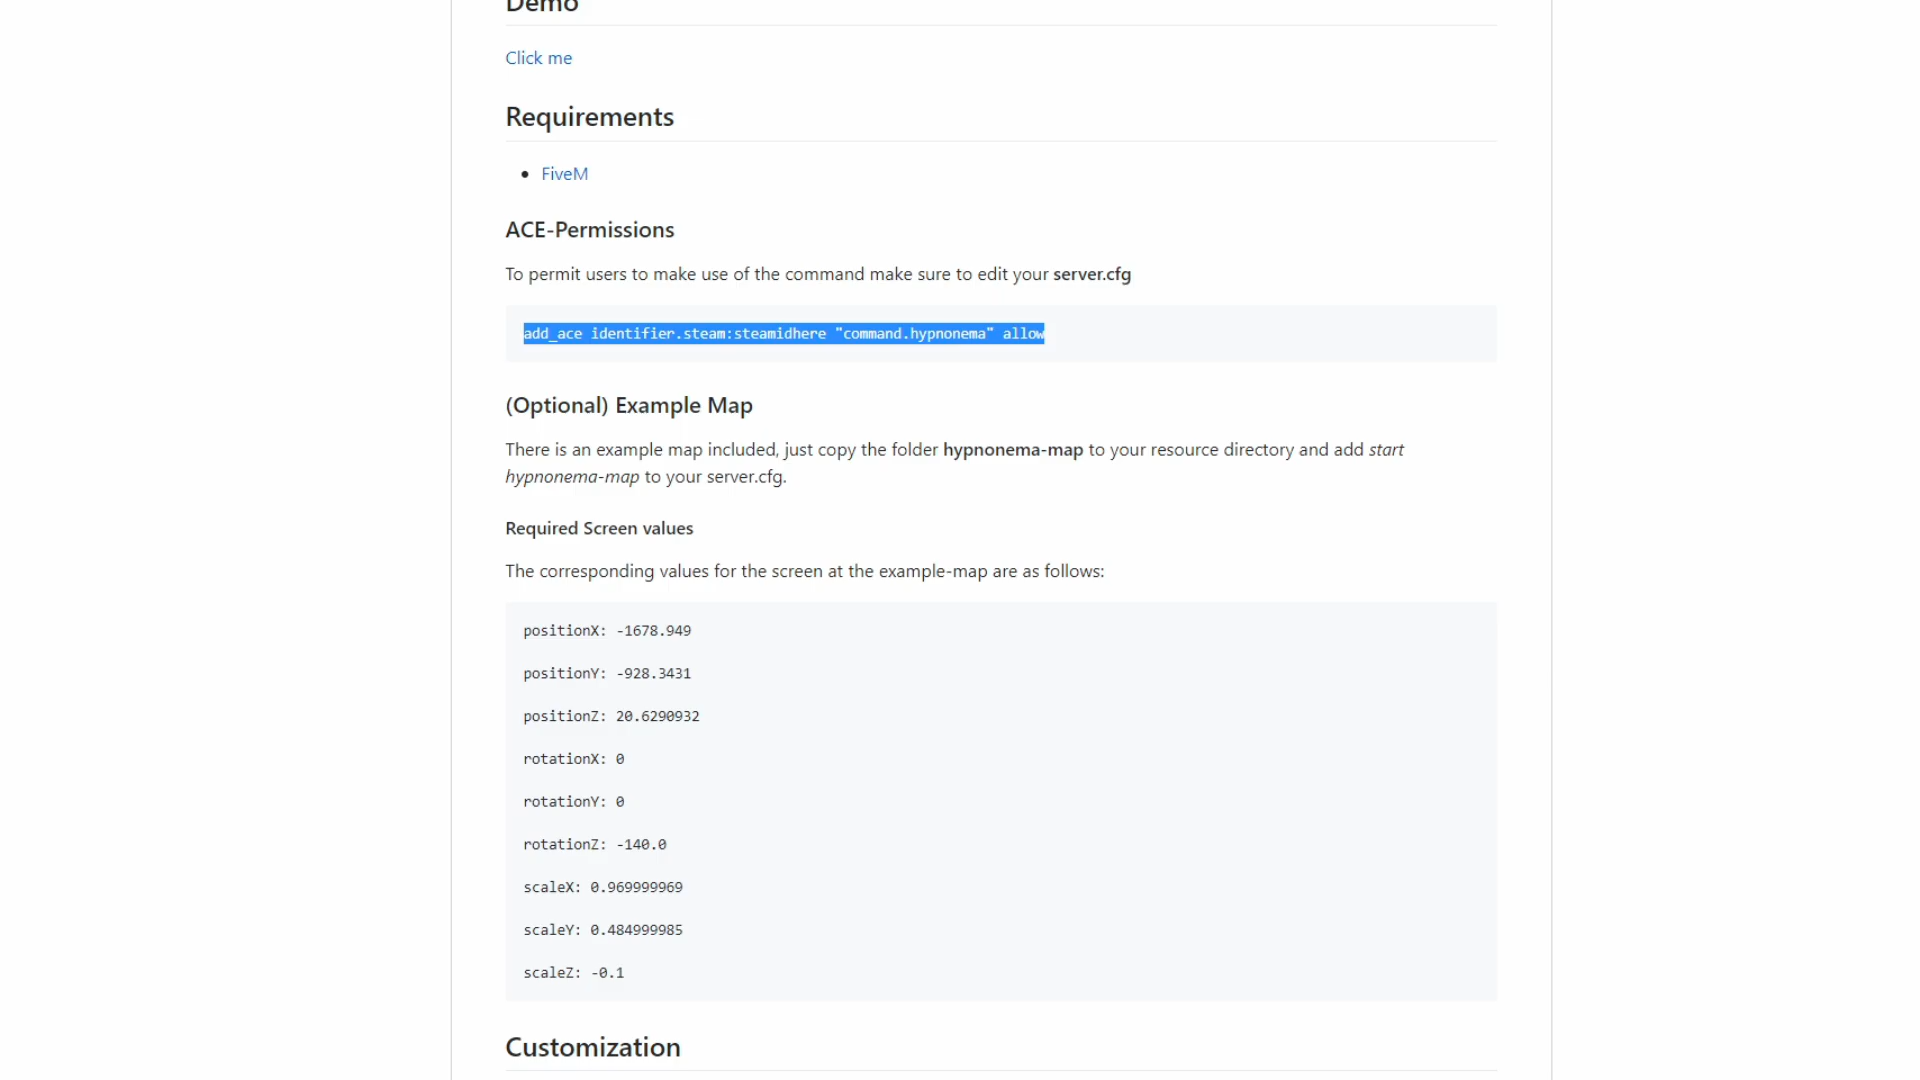 Demo
Click me
Requirements
FiveM
ACE-Permissions
To permit users to make use of the command make sure to edit your server.cfg
add_ace identifier.steam:steamidhere "command.hypnonema" allow
(Optional) Example Map
There is an example map included, just copy the folder hypnonema-map to your resource directory and add start
hypnonema-map to your server.cfg.
Required Screen values
The corresponding values for the screen at the example-map are as follows:
positionX: -1678.949
positionY: -928.3431
positionZ: 20.6290932
rotationX: 0
rotationY: 0
rotationZ: -140.0
scaleX: 0.969999969
scaleY: 0.484999985
scaleZ: -0.1
Customization